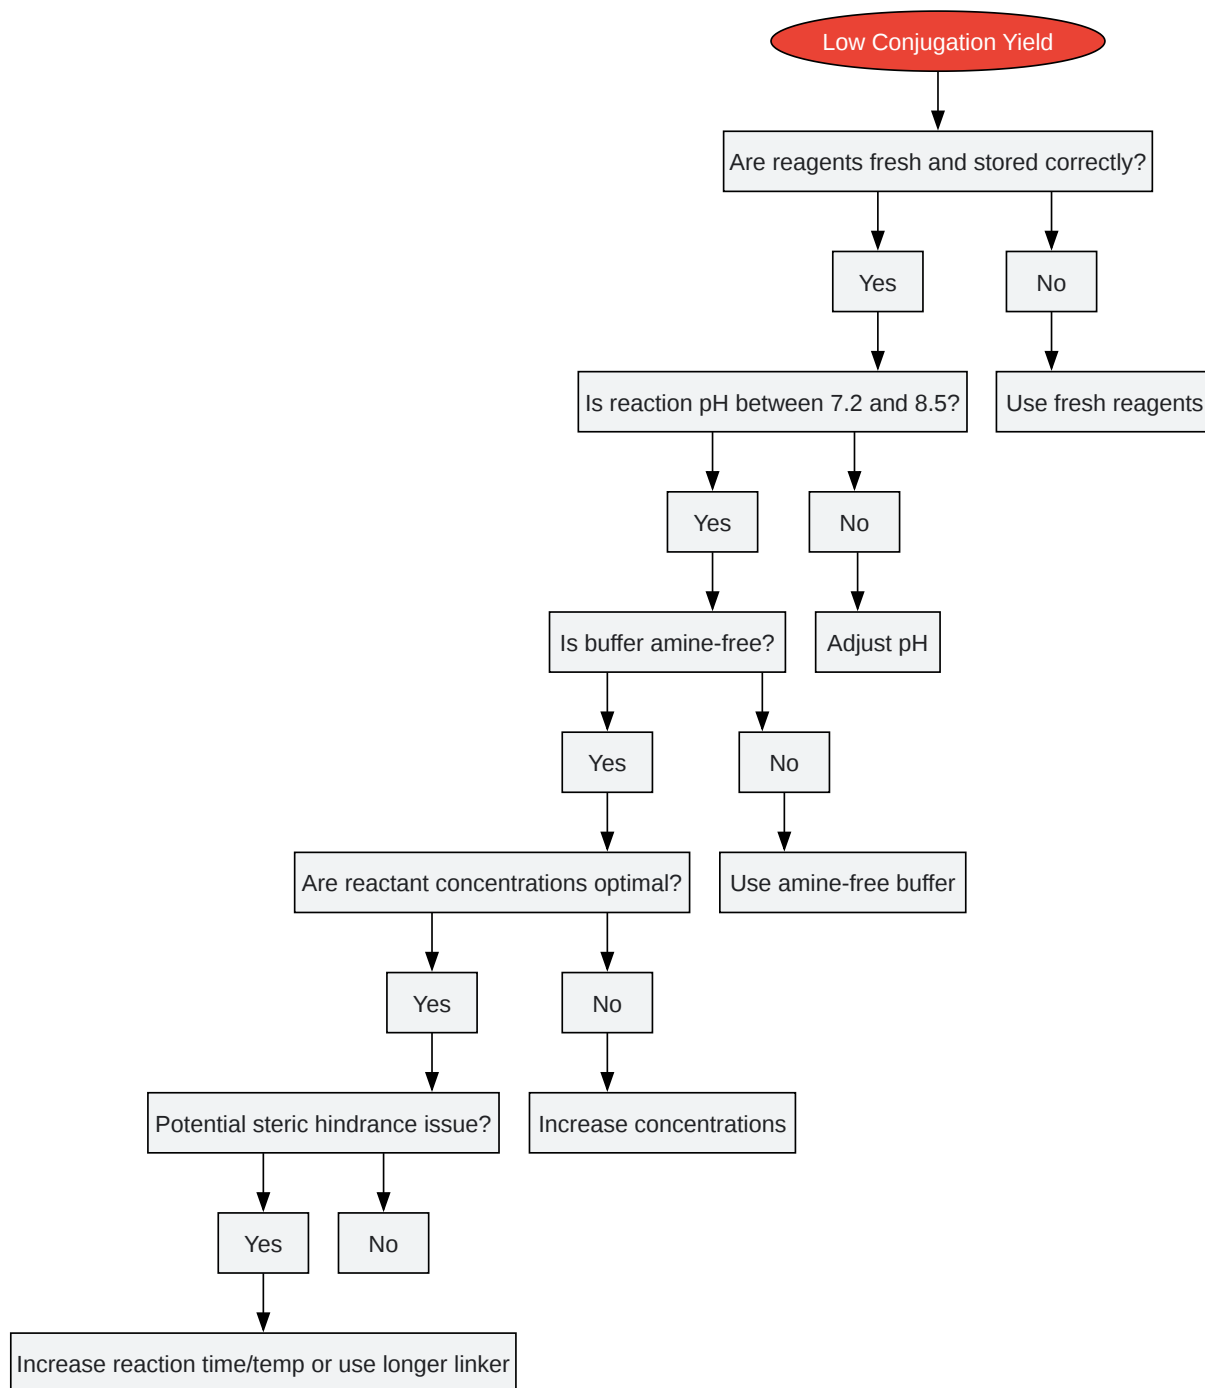 Low Conjugation Yield
Are reagents fresh and stored correctly?
Yes
No
Is reaction pH between 7.2 and 8.5?
Use fresh reagents
Yes
No
Is buffer amine-free?
Adjust pH
Yes
No
Are reactant concentrations optimal?
Use amine-free buffer
Yes
No
Potential steric hindrance issue?
Increase concentrations
Yes
No
Increase reaction time/temp or use longer linker